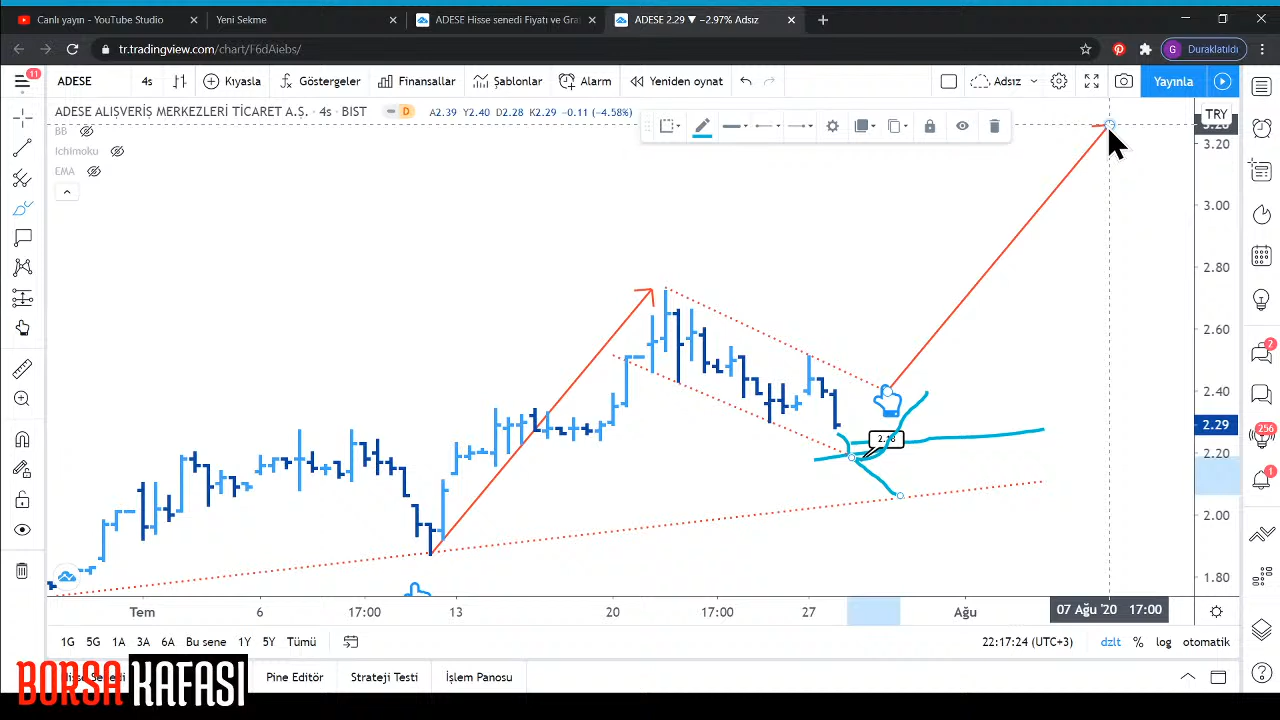 Canlı yayın - YouTube Studio
Yeni Sekme
ADESE Hisse senedi Fiyatı ve Gra
ADESE 2.29 ▼ −2.97% Adsız
tr.tradingview.com/chart/F6dAiebs/
G Duraklatıldı
11
ADESE 4s Kıyasla Göstergeler Finansallar Şablonlar Alarm Yeniden oynat Adsız Yayınla
ADESE ALIŞVERİŞ MERKEZLERİ TİCARET A.Ş. · 4s · BIST D A2.39 Y2.40 D2.28 K2.29 −0.11 (−4.58%)
TRY
BB
Ichimoku
EMA
3.20
3.00
2.80
2.60
2.40
2.29
2.20
2.00
1.80
2
256
1
Tem 6 17:00 13 20 17:00 27 Ağu 07 Ağu '20 17:00
1G 5G 1A 3A 6A Bu sene 1Y 5Y Tümü 22:17:24 (UTC+3) dzlt % log otomatik
Pine Editör Strateji Testi İşlem Panosu
BORSA KAFASI